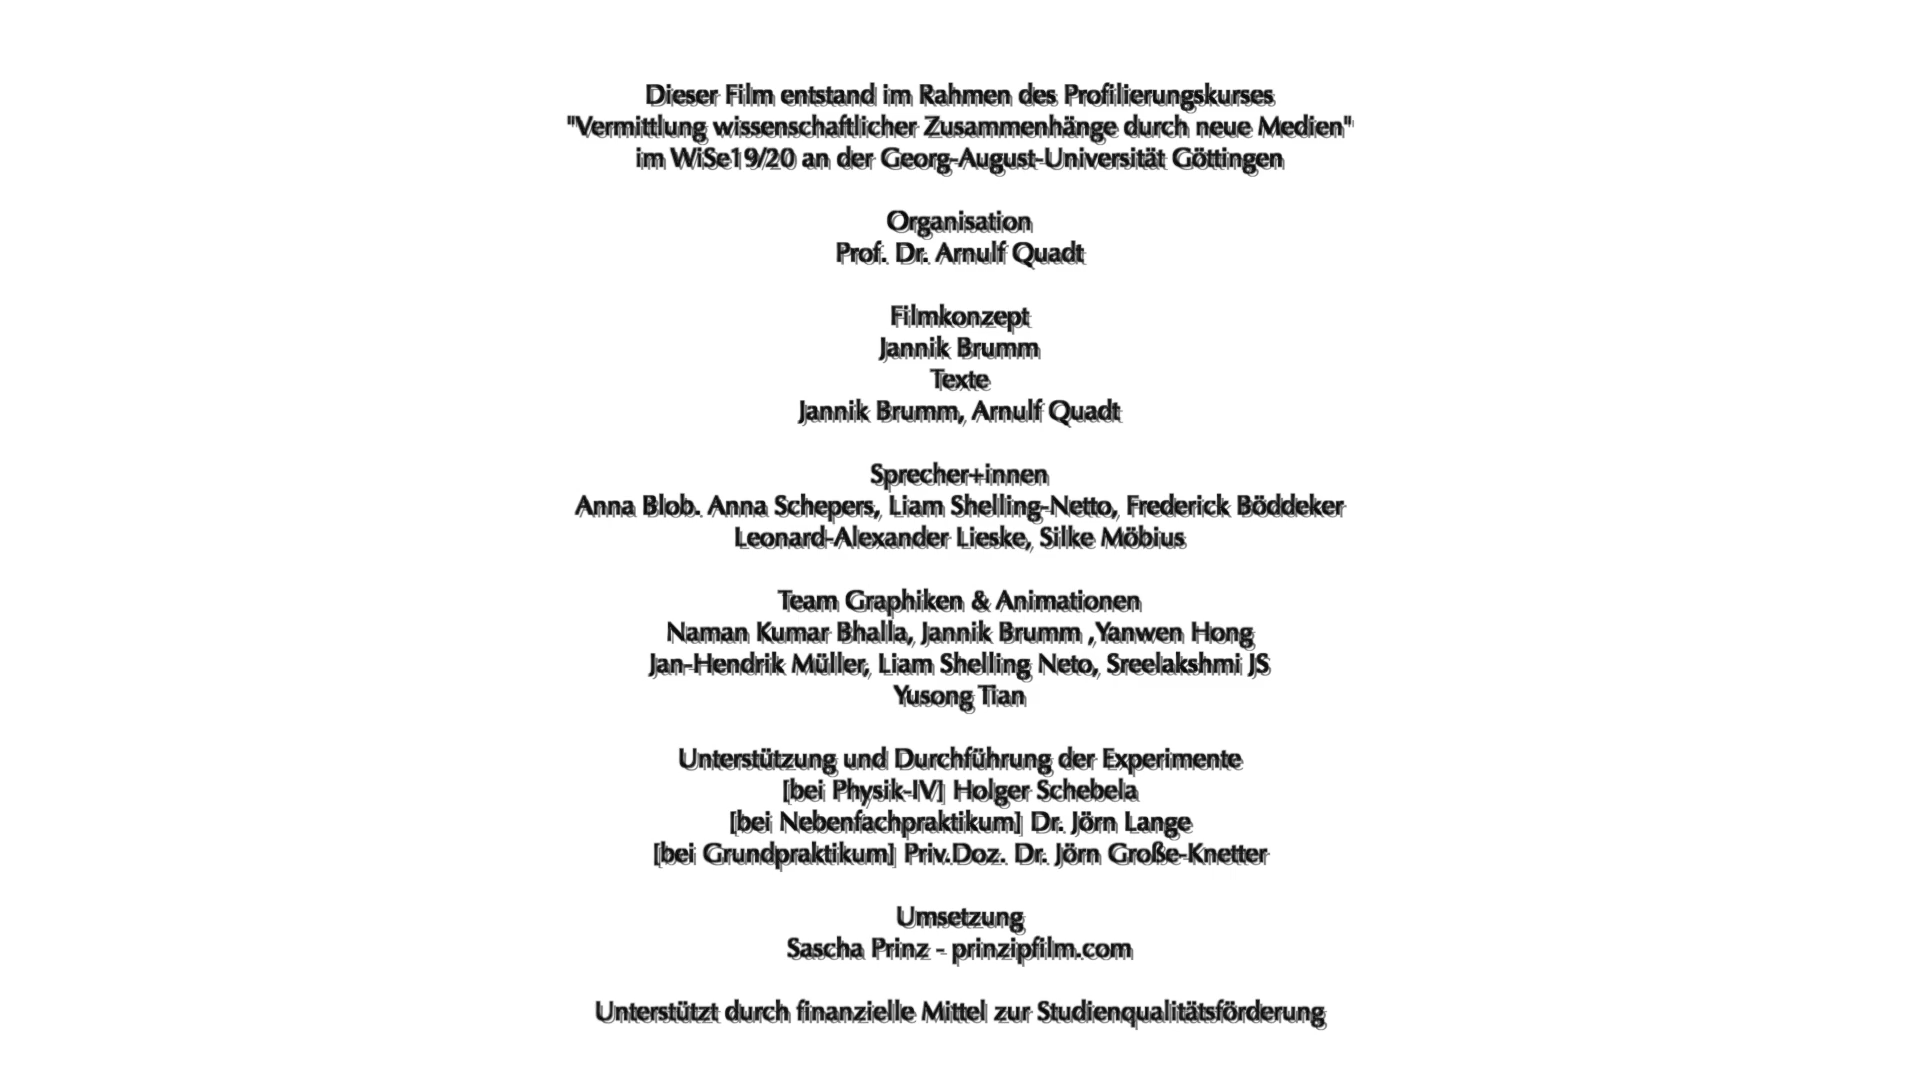 Dieser Film entstand im Rahmen des Profilierungskurses
"Vermittlung wissenschaftlicher Zusammenhänge durch neue Medien"
im WiSe19/20 an der Georg-August-Universität Göttingen
Organisation
Prof. Dr. Arnulf Quadt
Filmkonzept
Jannik Brumm
Texte
Jannik Brumm, Arnulf Quadt
Sprecher+innen
Anna Blob. Anna Schepers, Liam Shelling-Netto, Frederick Böddeker
Leonard-Alexander Lieske, Silke Möbius
Team Graphiken & Animationen
Naman Kumar Bhalla, Jannik Brumm ,Yanwen Hong
Jan-Hendrik Müller, Liam Shelling Neto, Sreelakshmi JS
Yusong Tian
Unterstützung und Durchführung der Experimente
[bei Physik-IV] Holger Schebela
[bei Nebenfachpraktikum] Dr. Jörn Lange
[bei Grundpraktikum] Priv.Doz. Dr. Jörn Große-Knetter
Umsetzung
Sascha Prinz - prinzipfilm.com
Unterstützt durch finanzielle Mittel zur Studienqualitätsförderung